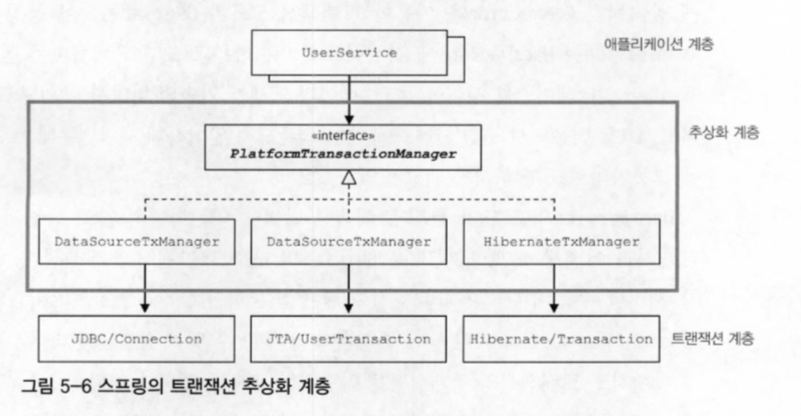 UserService
애플리케이션 계층
«interface»
PlatformTransactionManager
추상화 계층
DataSourceTxManager
DataSourceTxManager
HibernateTxManager
JDBC/Connection
JTA/UserTransaction
Hibernate/Transaction
트랜잭션 계층
그림 5-6 스프링의 트랜잭션 추상화 계층